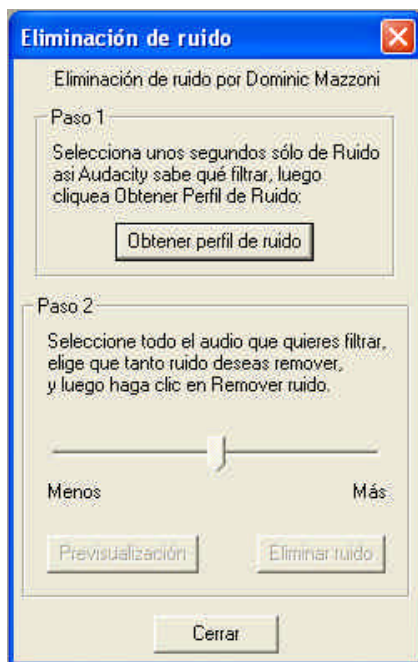 Eliminación de ruido
Eliminación de ruido por Dominic Mazzoni
Paso 1
Selecciona unos segundos sólo de Ruido
asi Audacity sabe qué filtrar, luego
cliquea Obtener Perfil de Ruido:
Obtener perfil de ruido
Paso 2
Seleccione todo el audio que quieres filtrar,
elige que tanto ruido deseas remover,
y luego haga clic en Remover ruido.
Menos Más
Previsualización Eliminar ruido
Cerrar